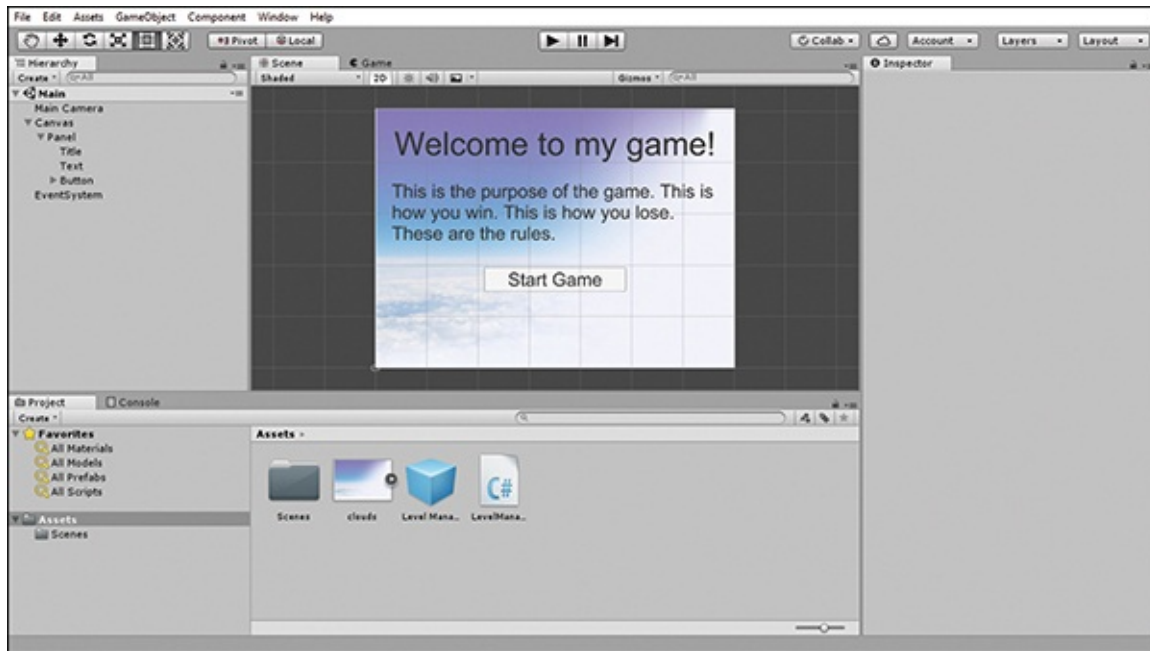 File Edit Assets GameObject Component Window Help
Pivot Local Collab Account Layers Layout
Hierarchy
Create All
Main
Main Camera
Canvas
Panel
Title
Text
Button
EventSystem
Scene Game
Shaded 2D Gizmos All
Welcome to my game!
This is the purpose of the game. This is
how you win. This is how you lose.
These are the rules.
Start Game
Inspector
Project Console
Create
Favorites
All Materials
All Models
All Prefabs
All Scripts
Assets
Scenes
Assets
C#
Scenes clouds Level Mana... LevelMana...